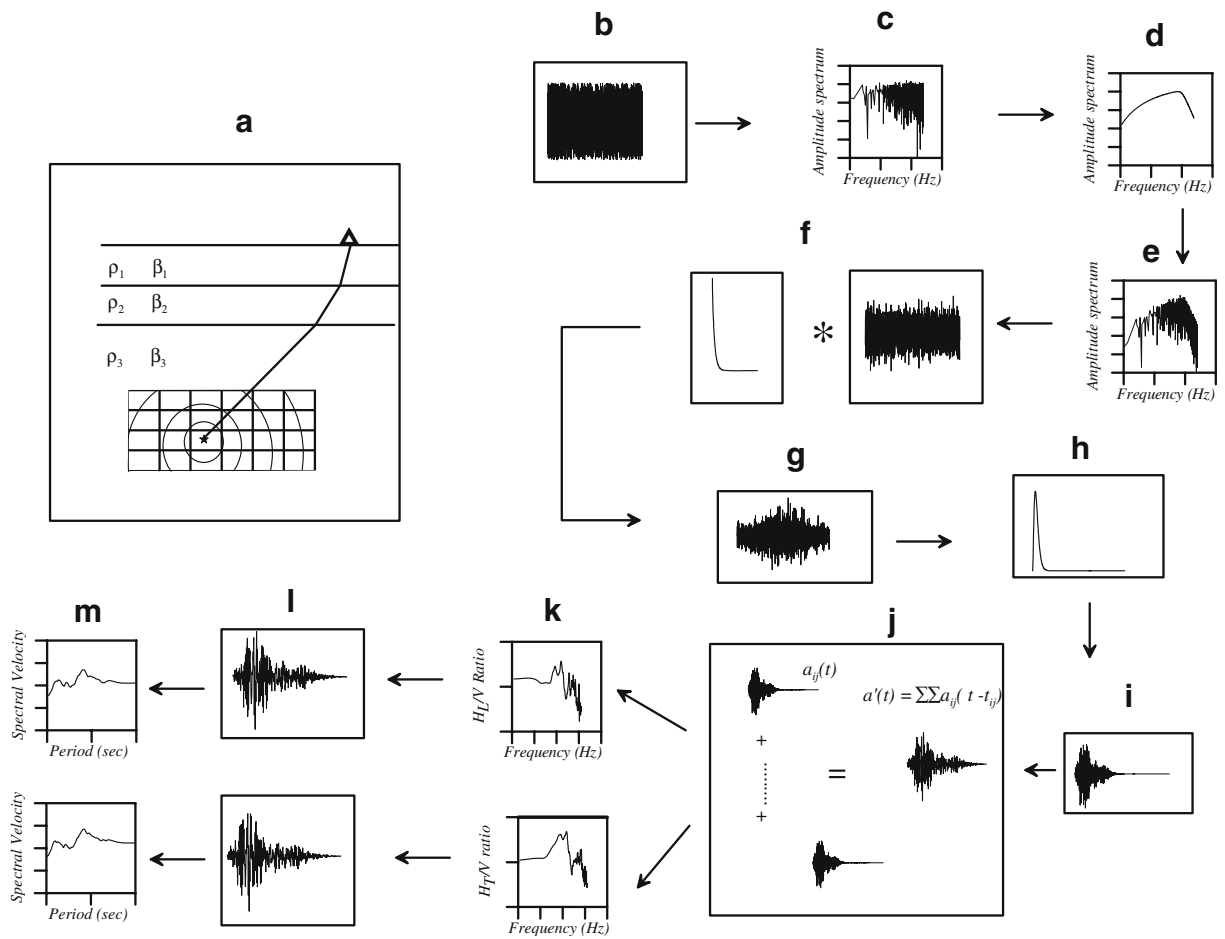 a
ρ1 β1
ρ2 β2
ρ3 β3
b
c
Amplitude spectrum
Frequency (Hz)
d
Amplitude spectrum
Frequency (Hz)
e
Amplitude spectrum
Frequency (Hz)
f
*
g
h
i
j
aij(t)
a'(t) = ΣΣaij( t -tij)
+
+
=
k
HL/V Ratio
Frequency (Hz)
HT/V ratio
Frequency (Hz)
l
m
Spectral Velocity
Period (sec)
Spectral Velocity
Period (sec)